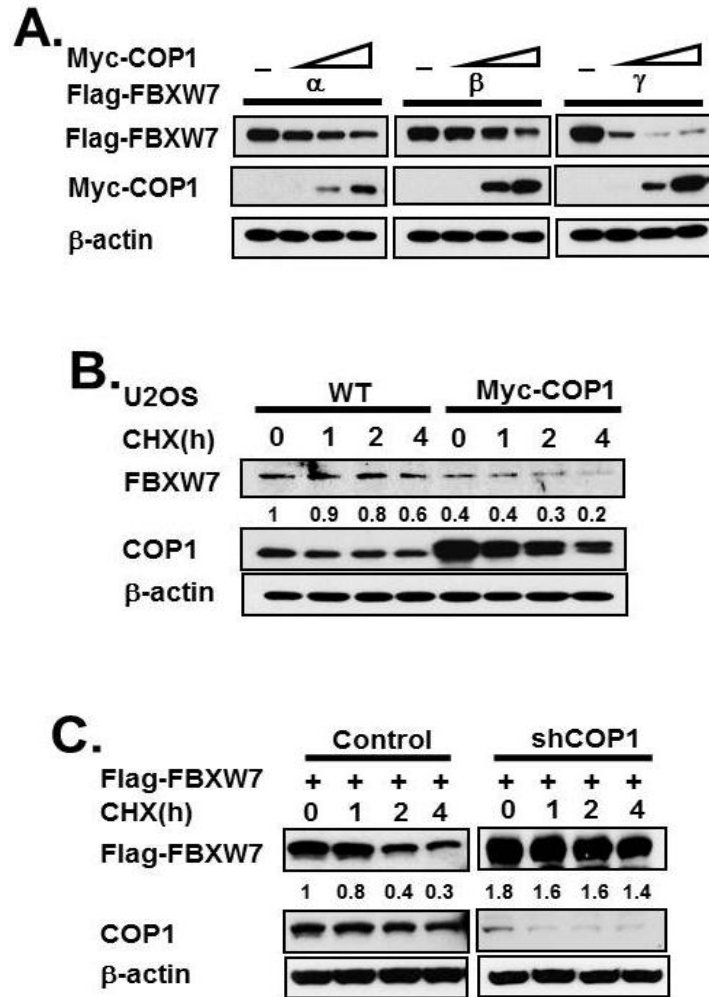 A.
Myc-COP1 – –  –
Flag-FBXW7 α β γ
Flag-FBXW7
Myc-COP1
β-actin
B.
U2OS WT Myc-COP1
CHX(h) 0 1 2 4 0 1 2 4
FBXW7
1 0.9 0.8 0.6 0.4 0.4 0.3 0.2
COP1
β-actin
C.
Control shCOP1
Flag-FBXW7 + + + + + + + +
CHX(h) 0 1 2 4 0 1 2 4
Flag-FBXW7
1 0.8 0.4 0.3 1.8 1.6 1.6 1.4
COP1
β-actin